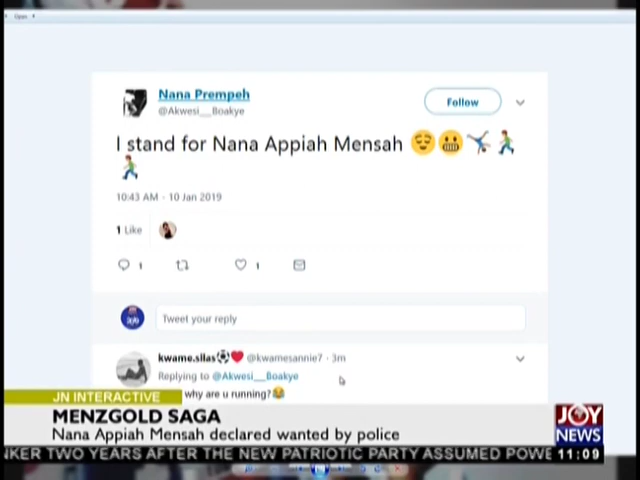 Open
Nana Prempeh
@Akwesi__Boakye
Follow
I stand for Nana Appiah Mensah 😌😬🤸🏃
🏃
10:43 AM - 10 Jan 2019
1 Like
1
1
Tweet your reply
kwame.silas⚽❤ @kwamesannie7 · 3m
Replying to @Akwesi__Boakye
why are u running?😂
JN INTERACTIVE
MENZGOLD SAGA
Nana Appiah Mensah declared wanted by police
JOY
NEWS
NKER TWO YEARS AFTER THE NEW PATRIOTIC PARTY ASSUMED POWE
11:09